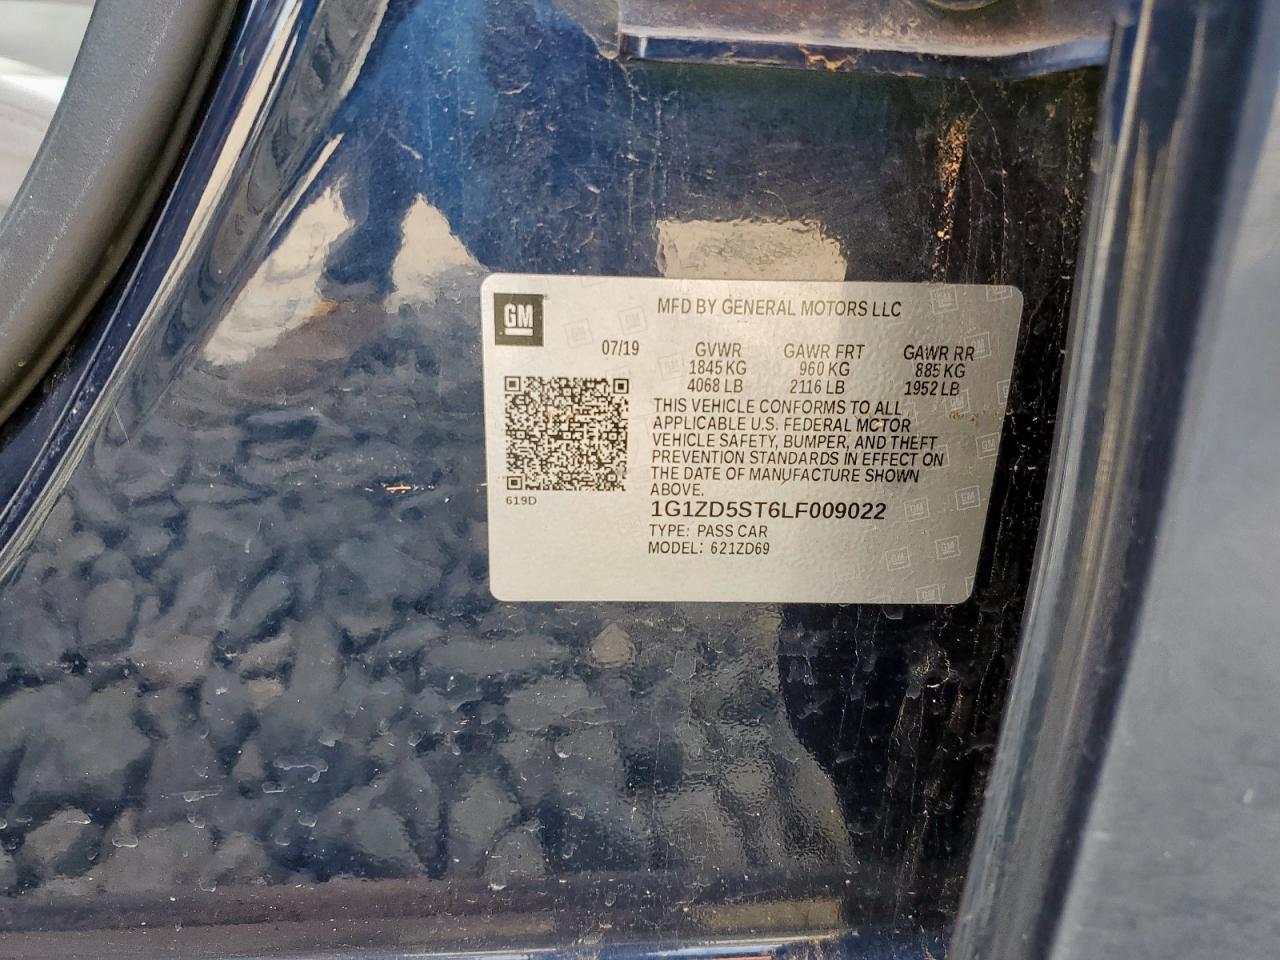 GM
MFD BY GENERAL MOTORS LLC
07/19 GVWR GAWR FRT GAWR RR
1845 KG 960 KG 885 KG
4068 LB 2116 LB 1952 LB
THIS VEHICLE CONFORMS TO ALL
APPLICABLE U.S. FEDERAL MOTOR
VEHICLE SAFETY, BUMPER, AND THEFT
PREVENTION STANDARDS IN EFFECT ON
THE DATE OF MANUFACTURE SHOWN
ABOVE.
619D
1G1ZD5ST6LF009022
TYPE: PASS CAR
MODEL: 621ZD69